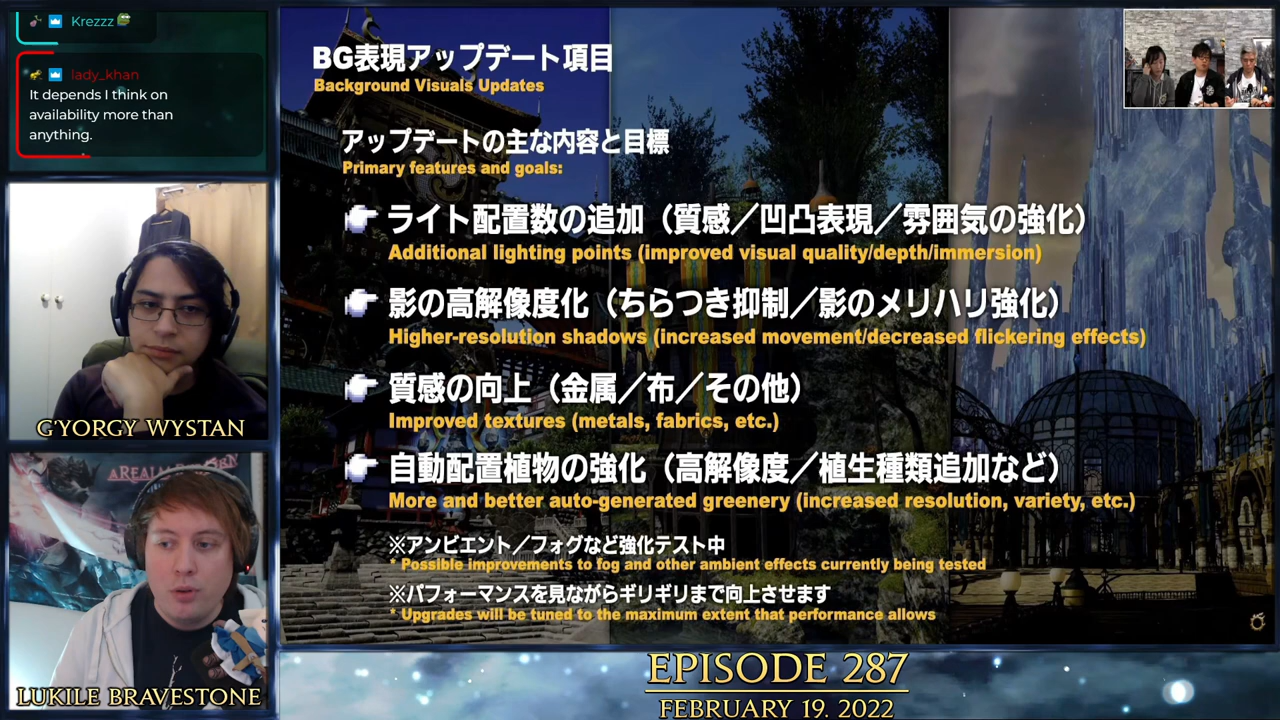 Krezzz
lady_khan
It depends I think on
availability more than
anything.
G'YORGY WYSTAN
A REALM REBORN
LUKILE BRAVESTONE
BG表現アップデート項目
Background Visuals Updates
アップデートの主な内容と目標
Primary features and goals:
ライト配置数の追加（質感／凹凸表現／雰囲気の強化）
Additional lighting points (improved visual quality/depth/immersion)
影の高解像度化（ちらつき抑制／影のメリハリ強化）
Higher-resolution shadows (increased movement/decreased flickering effects)
質感の向上（金属／布／その他）
Improved textures (metals, fabrics, etc.)
自動配置植物の強化（高解像度／植生種類追加など）
More and better auto-generated greenery (increased resolution, variety, etc.)
※アンビエント／フォグなど強化テスト中
* Possible improvements to fog and other ambient effects currently being tested
※パフォーマンスを見ながらギリギリまで向上させます
* Upgrades will be tuned to the maximum extent that performance allows
EPISODE 287
FEBRUARY 19, 2022